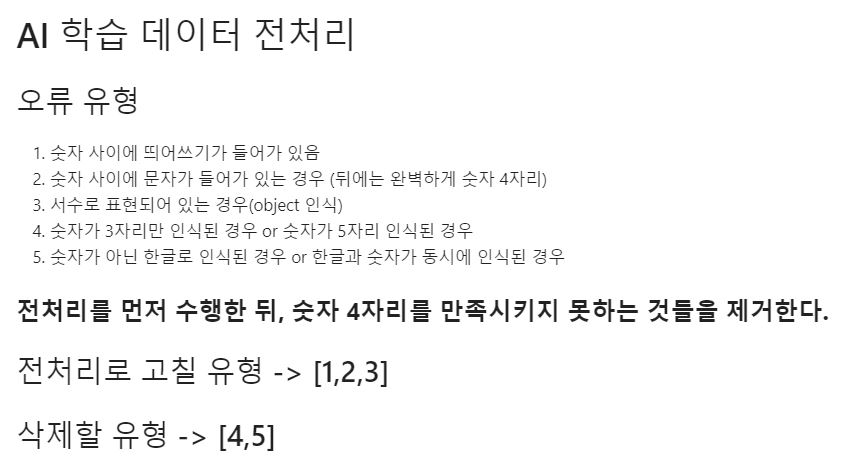 AI 학습 데이터 전처리
오류 유형
1. 숫자 사이에 띄어쓰기가 들어가 있음
2. 숫자 사이에 문자가 들어가 있는 경우 (뒤에는 완벽하게 숫자 4자리)
3. 서수로 표현되어 있는 경우(object 인식)
4. 숫자가 3자리만 인식된 경우 or 숫자가 5자리 인식된 경우
5. 숫자가 아닌 한글로 인식된 경우 or 한글과 숫자가 동시에 인식된 경우
전처리를 먼저 수행한 뒤, 숫자 4자리를 만족시키지 못하는 것들을 제거한다.
전처리로 고칠 유형 -> [1,2,3]
삭제할 유형 -> [4,5]